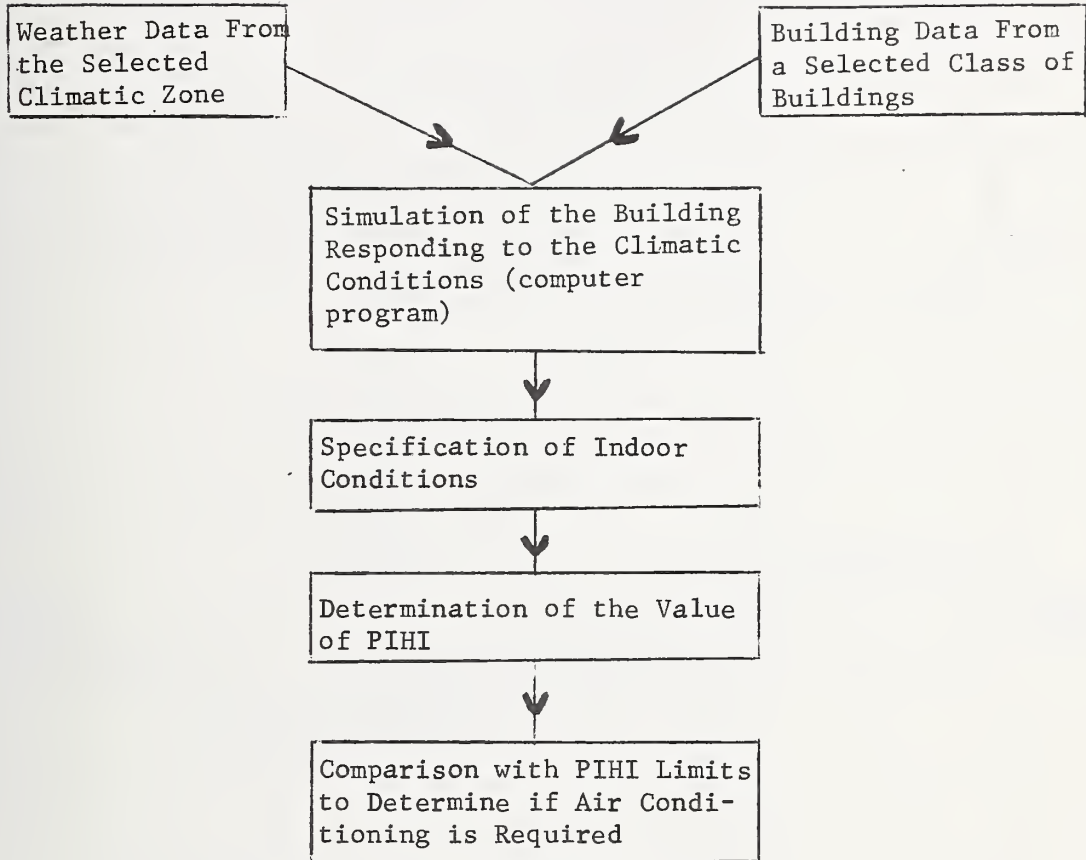 Weather Data From
the Selected
Climatic Zone
Building Data From
a Selected Class of
Buildings
Simulation of the Building
Responding to the Climatic
Conditions (computer
program)
Specification of Indoor
Conditions
Determination of the Value
of PIHI
Comparison with PIHI Limits
to Determine if Air Condi-
tioning is Required